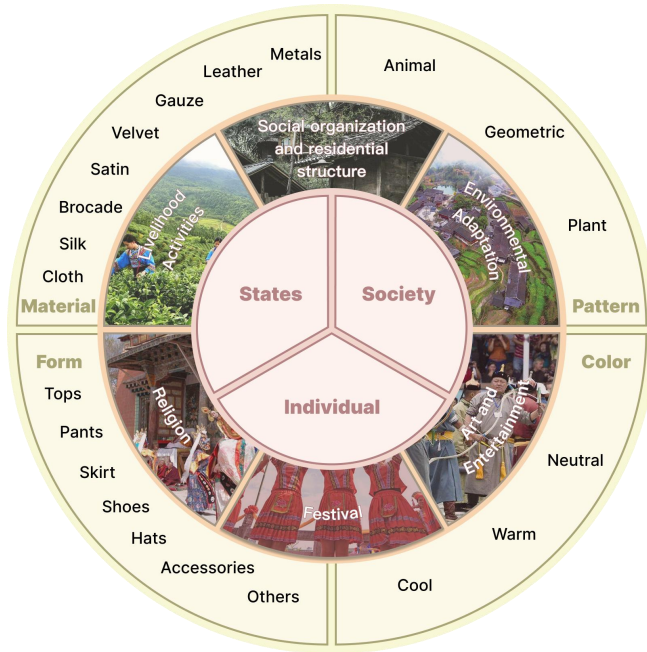 Metals
Leather
Gauze
Velvet
Satin
Brocade
Silk
Cloth
Material
Animal
Geometric
Plant
Pattern
Social organization
and residential
structure
Livelihood
Activities
Environmental
Adaptation
States
Society
Individual
Religion
Festival
Art and
Entertainment
Form
Tops
Pants
Skirt
Shoes
Hats
Accessories
Others
Color
Neutral
Warm
Cool